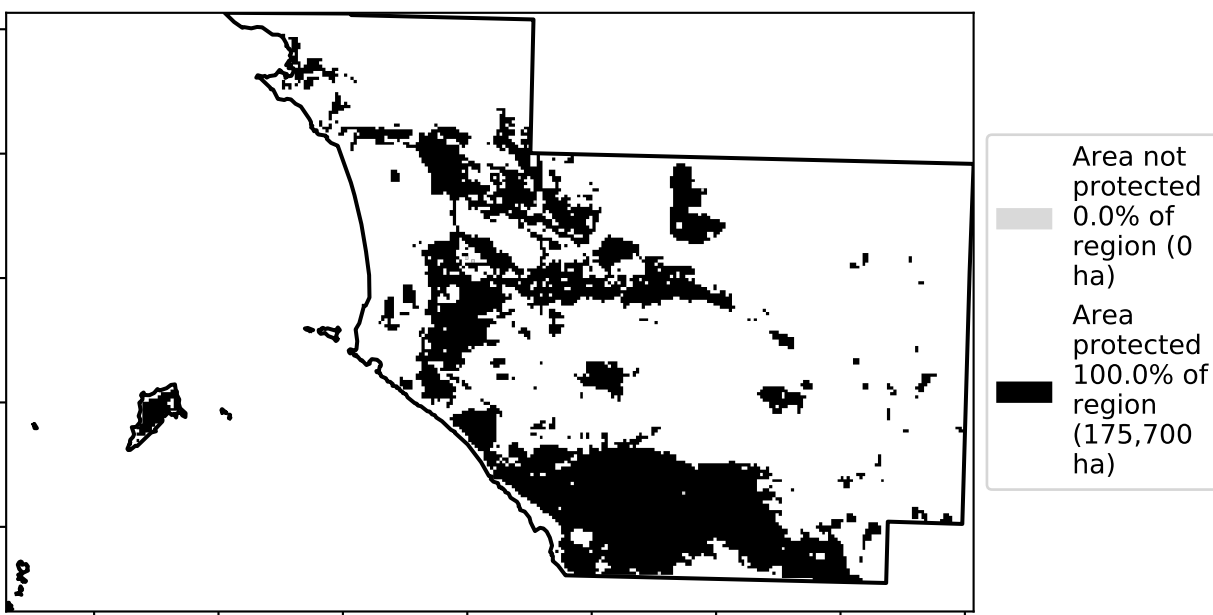 Area not
protected
0.0% of
region (0
ha)
Area
protected
100.0% of
region
(175,700
ha)